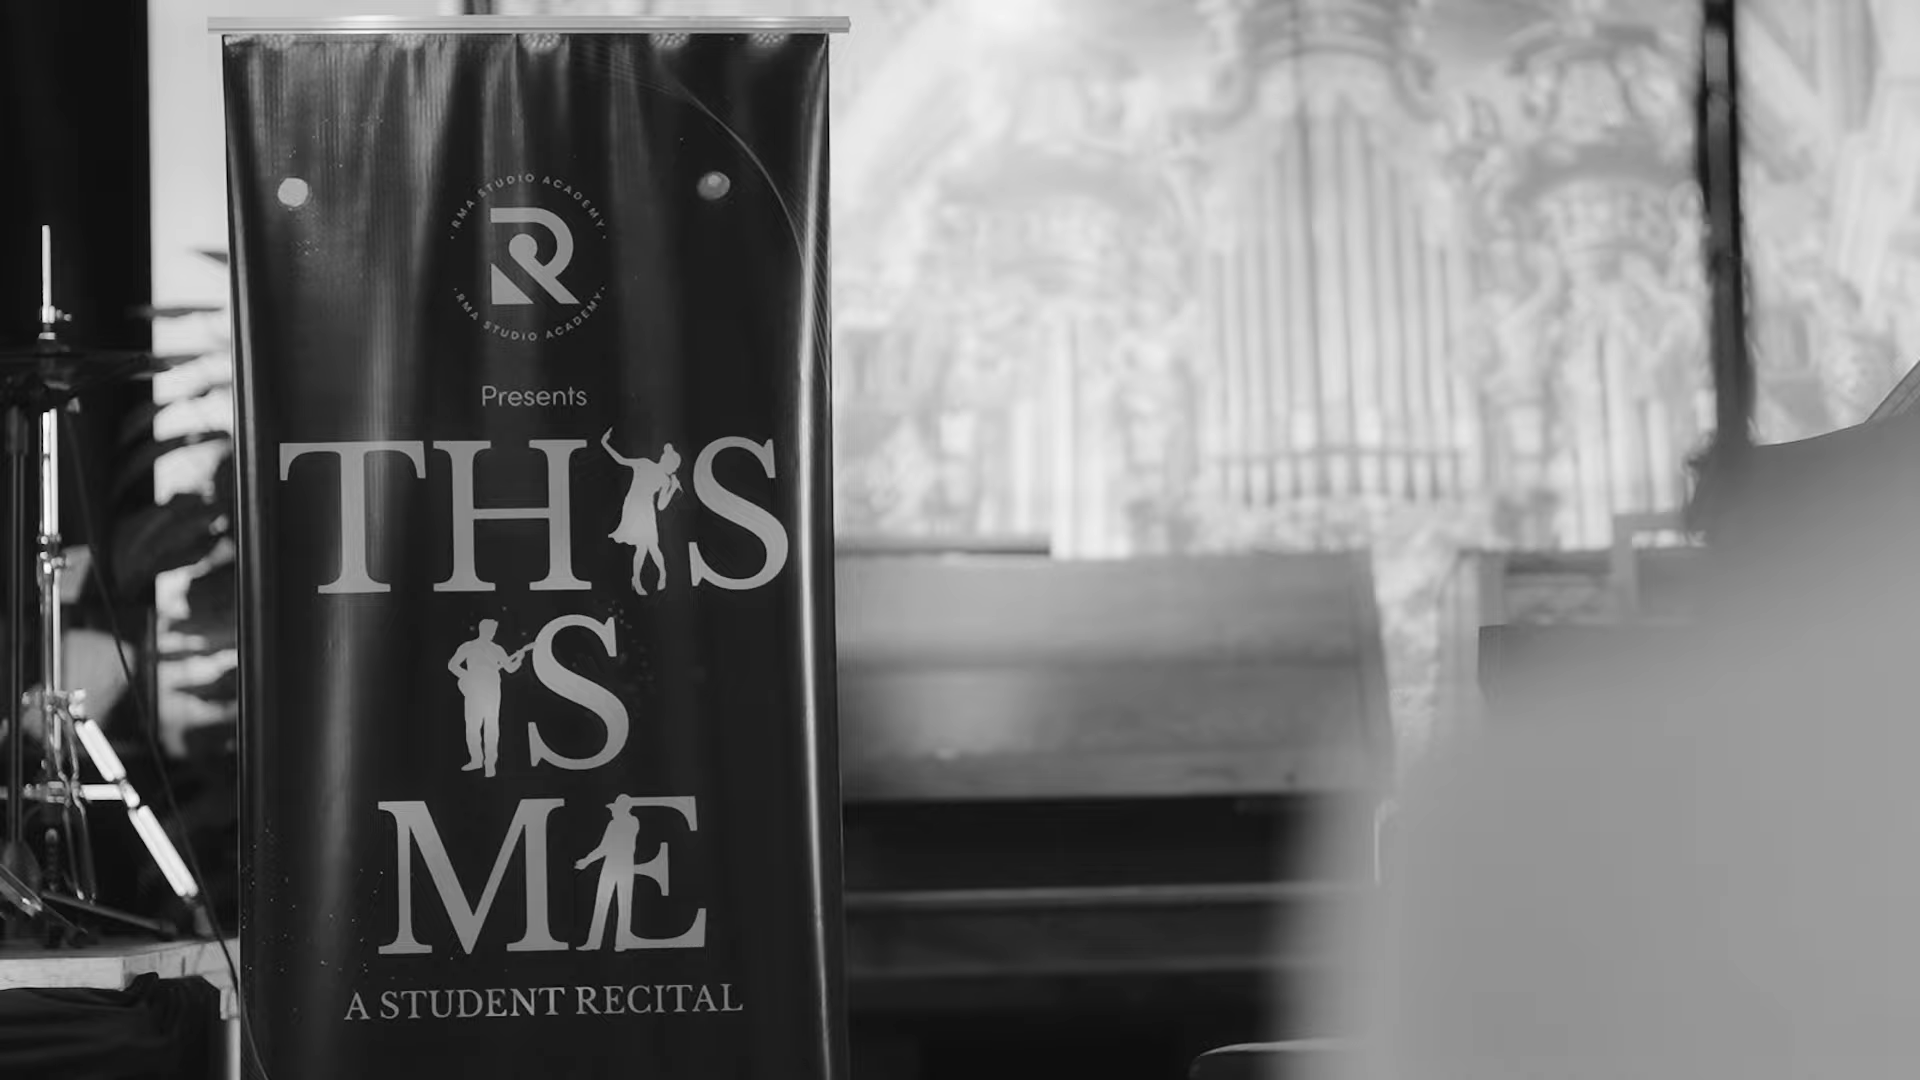 · RMA STUDIO ACADEMY ·
R
· RMA STUDIO ACADEMY ·
Presents
THIS
IS
ME
A STUDENT RECITAL